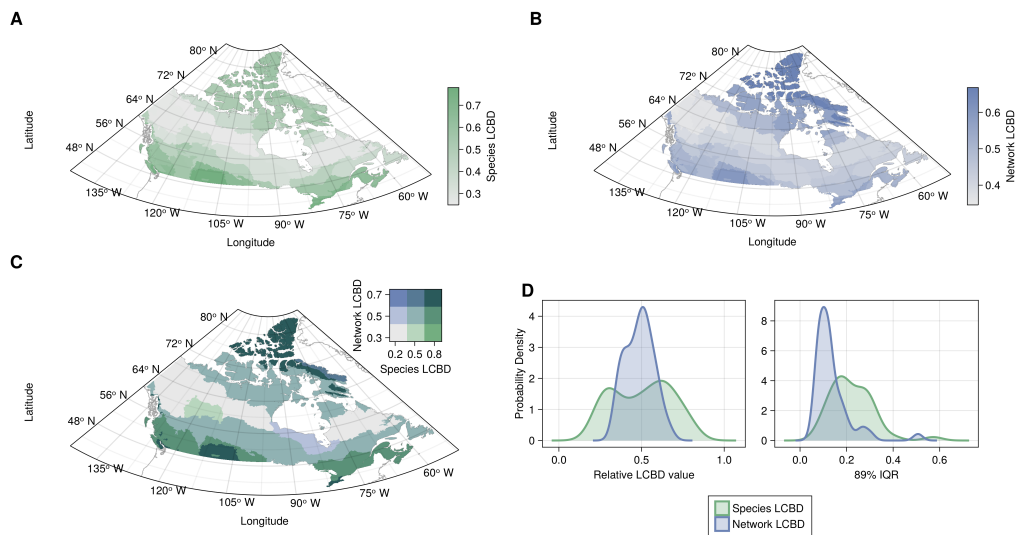 A
80° N
72° N
64° N
56° N
48° N
Latitude
135° W
120° W
105° W
90° W
75° W
60° W
Longitude
0.7
0.6
0.5
0.4
0.3
Species LCBD
B
80° N
72° N
64° N
56° N
48° N
Latitude
135° W
120° W
105° W
90° W
75° W
60° W
Longitude
0.6
0.5
0.4
Network LCBD
C
80° N
72° N
64° N
56° N
48° N
Latitude
135° W
120° W
105° W
90° W
75° W
60° W
Longitude
Network LCBD
0.7
0.5
0.3
0.2 0.5 0.8
Species LCBD
D
Probability Density
4
3
2
1
0
0.0 0.5 1.0
Relative LCBD value
8
6
4
2
0
0.0 0.2 0.4 0.6
89% IQR
Species LCBD
Network LCBD